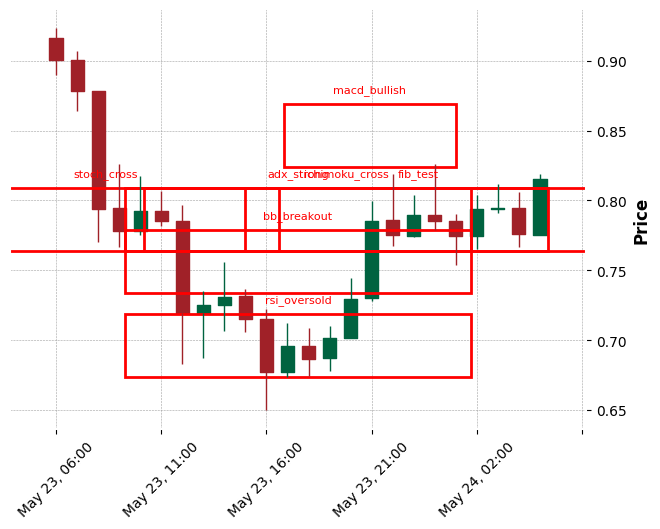 0.90
macd_bullish
0.85
stoch_cross
adx_strong
ichimoku_cross
fib_test
0.80
bb_breakout
0.75
rsi_oversold
0.70
0.65
Price
May 23, 06:00
May 23, 11:00
May 23, 16:00
May 23, 21:00
May 24, 02:00